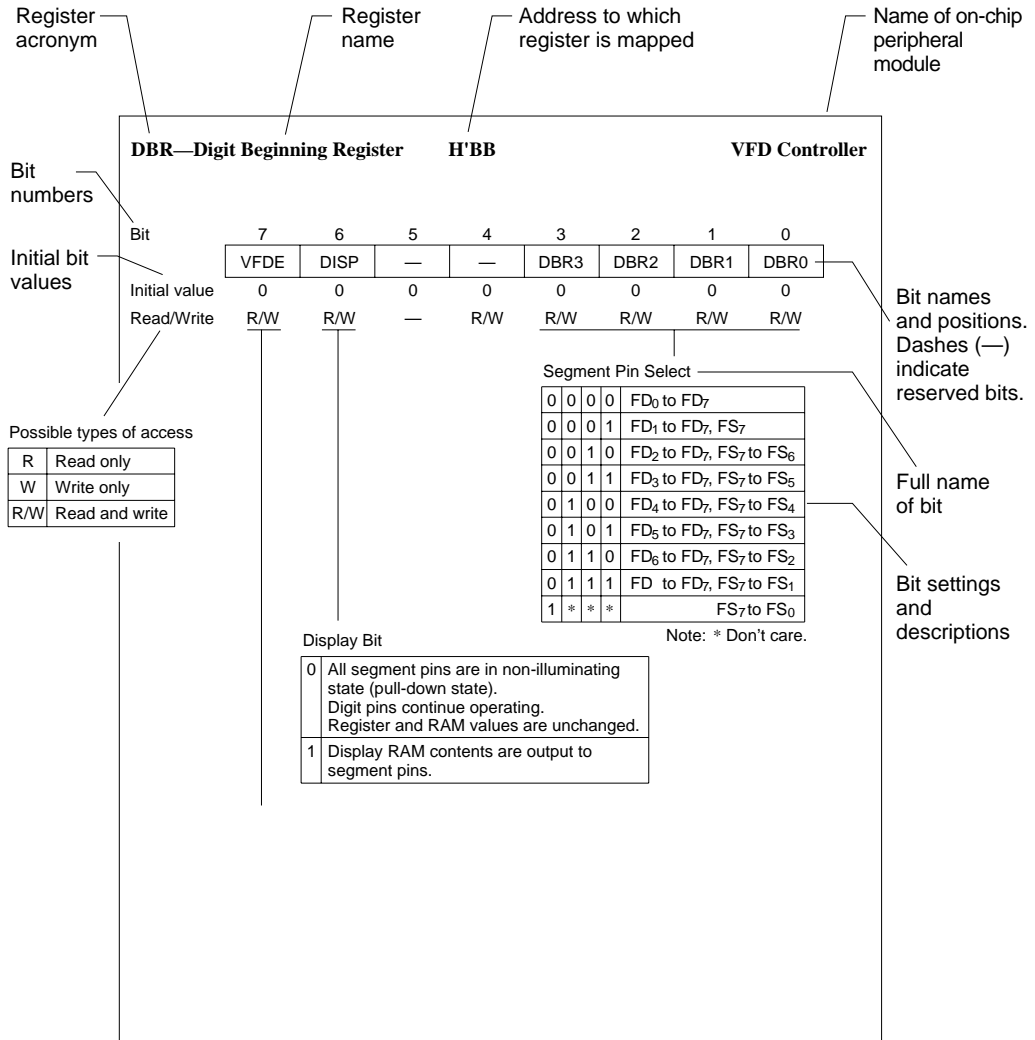 Register acronym
Register name
Address to which register is mapped
Name of on-chip peripheral module
DBR—Digit Beginning Register H'BB VFD Controller
Bit numbers
Bit 7 6 5 4 3 2 1 0
VFDE DISP — — DBR3 DBR2 DBR1 DBR0
Initial bit values
Initial value 0 0 0 0 0 0 0 0
Read/Write R/W R/W — R/W R/W R/W R/W R/W
Bit names and positions. Dashes (—) indicate reserved bits.
Possible types of access
R Read only
W Write only
R/W Read and write
Segment Pin Select
0 0 0 0 FD0 to FD7
0 0 0 1 FD1 to FD7, FS7
0 0 1 0 FD2 to FD7, FS7 to FS6
0 0 1 1 FD3 to FD7, FS7 to FS5
0 1 0 0 FD4 to FD7, FS7 to FS4
0 1 0 1 FD5 to FD7, FS7 to FS3
0 1 1 0 FD6 to FD7, FS7 to FS2
0 1 1 1 FD to FD7, FS7 to FS1
1 * * * FS7 to FS0
Note: * Don't care.
Full name of bit
Bit settings and descriptions
Display Bit
0 All segment pins are in non-illuminating
state (pull-down state).
Digit pins continue operating.
Register and RAM values are unchanged.
1 Display RAM contents are output to
segment pins.